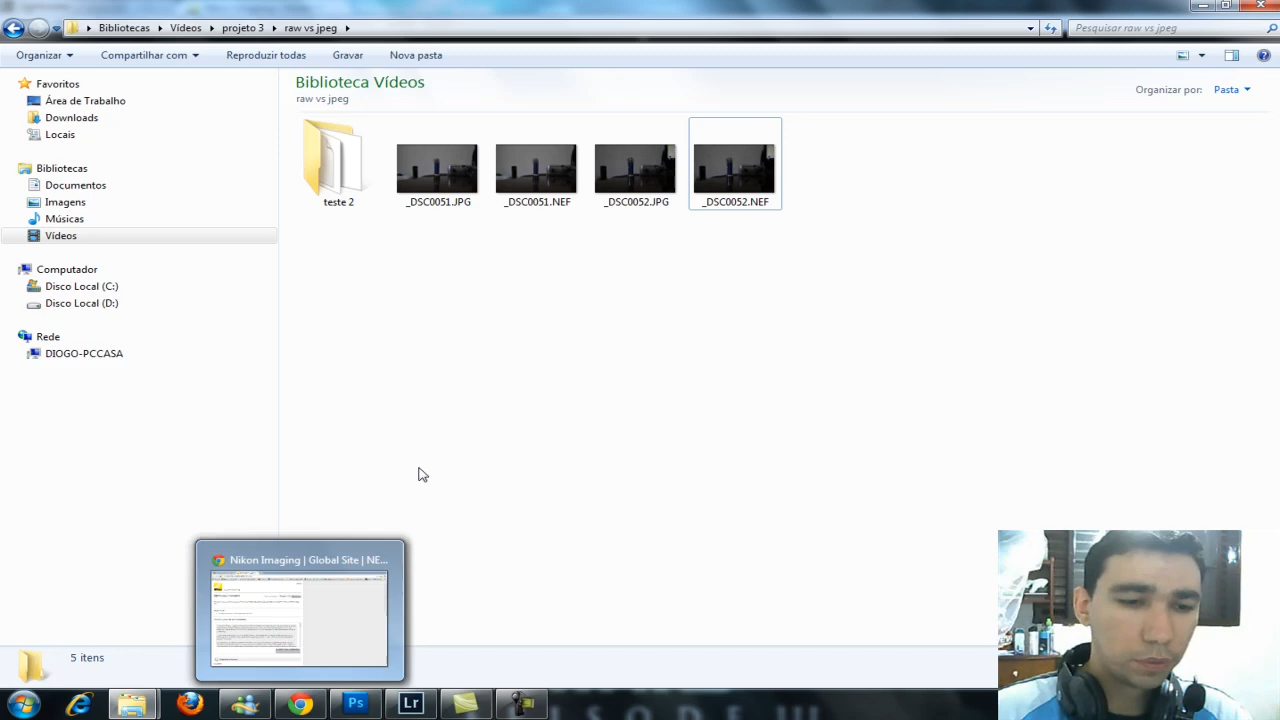 Bibliotecas Vídeos projeto 3 raw vs jpeg
Pesquisar raw vs jpeg
Organizar Compartilhar com Reproduzir todas Gravar Nova pasta
Favoritos
Área de Trabalho
Downloads
Locais
Bibliotecas
Documentos
Imagens
Músicas
Vídeos
Computador
Disco Local (C:)
Disco Local (D:)
Rede
DIOGO-PCCASA
Biblioteca Vídeos
raw vs jpeg
Organizar por: Pasta
teste 2
_DSC0051.JPG
_DSC0051.NEF
_DSC0052.JPG
_DSC0052.NEF
Nikon Imaging | Global Site | NE...
5 itens
Ps
Lr